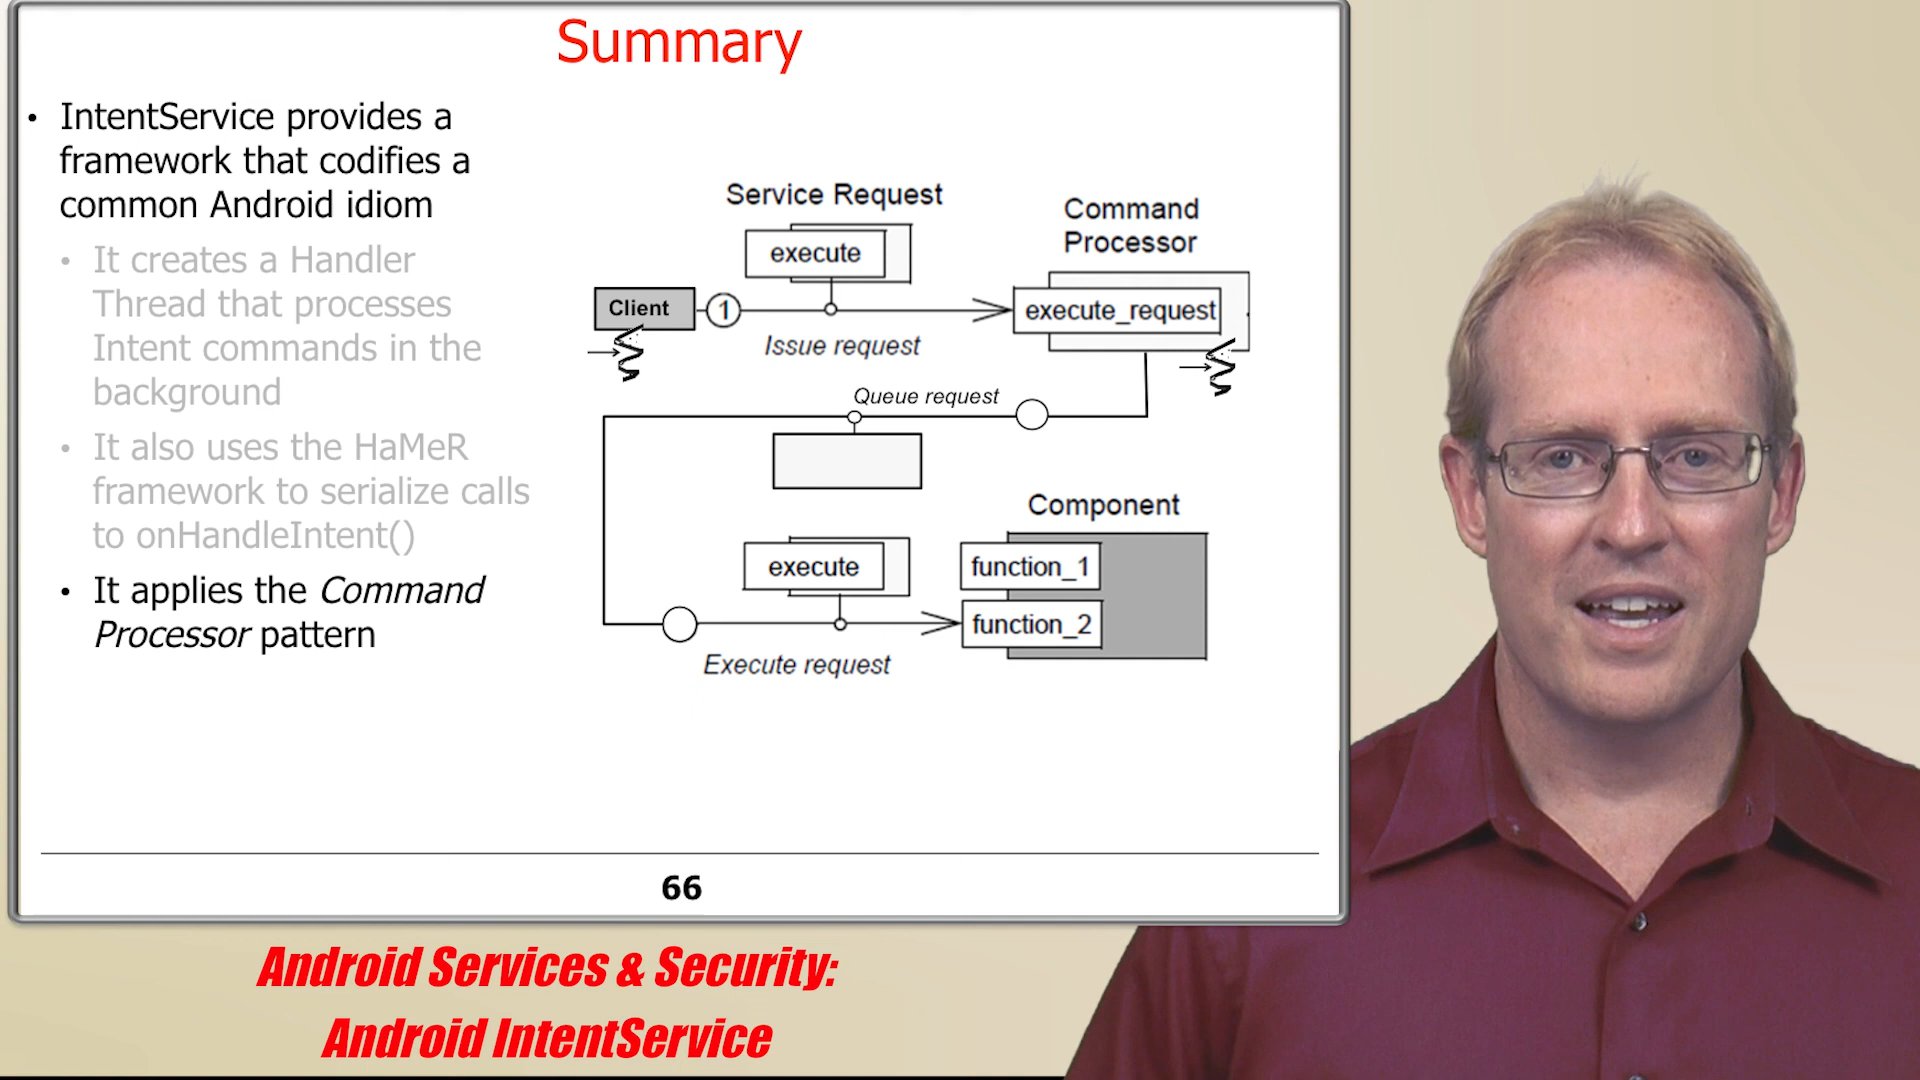 Summary
• IntentService provides a
framework that codifies a
common Android idiom
• It creates a Handler
Thread that processes
Intent commands in the
background
• It also uses the HaMeR
framework to serialize calls
to onHandleIntent()
• It applies the Command
Processor pattern
Service Request
execute
Command
Processor
Client
1
execute_request
Issue request
Queue request
Component
execute
function_1
function_2
Execute request
66
Android Services & Security:
Android IntentService